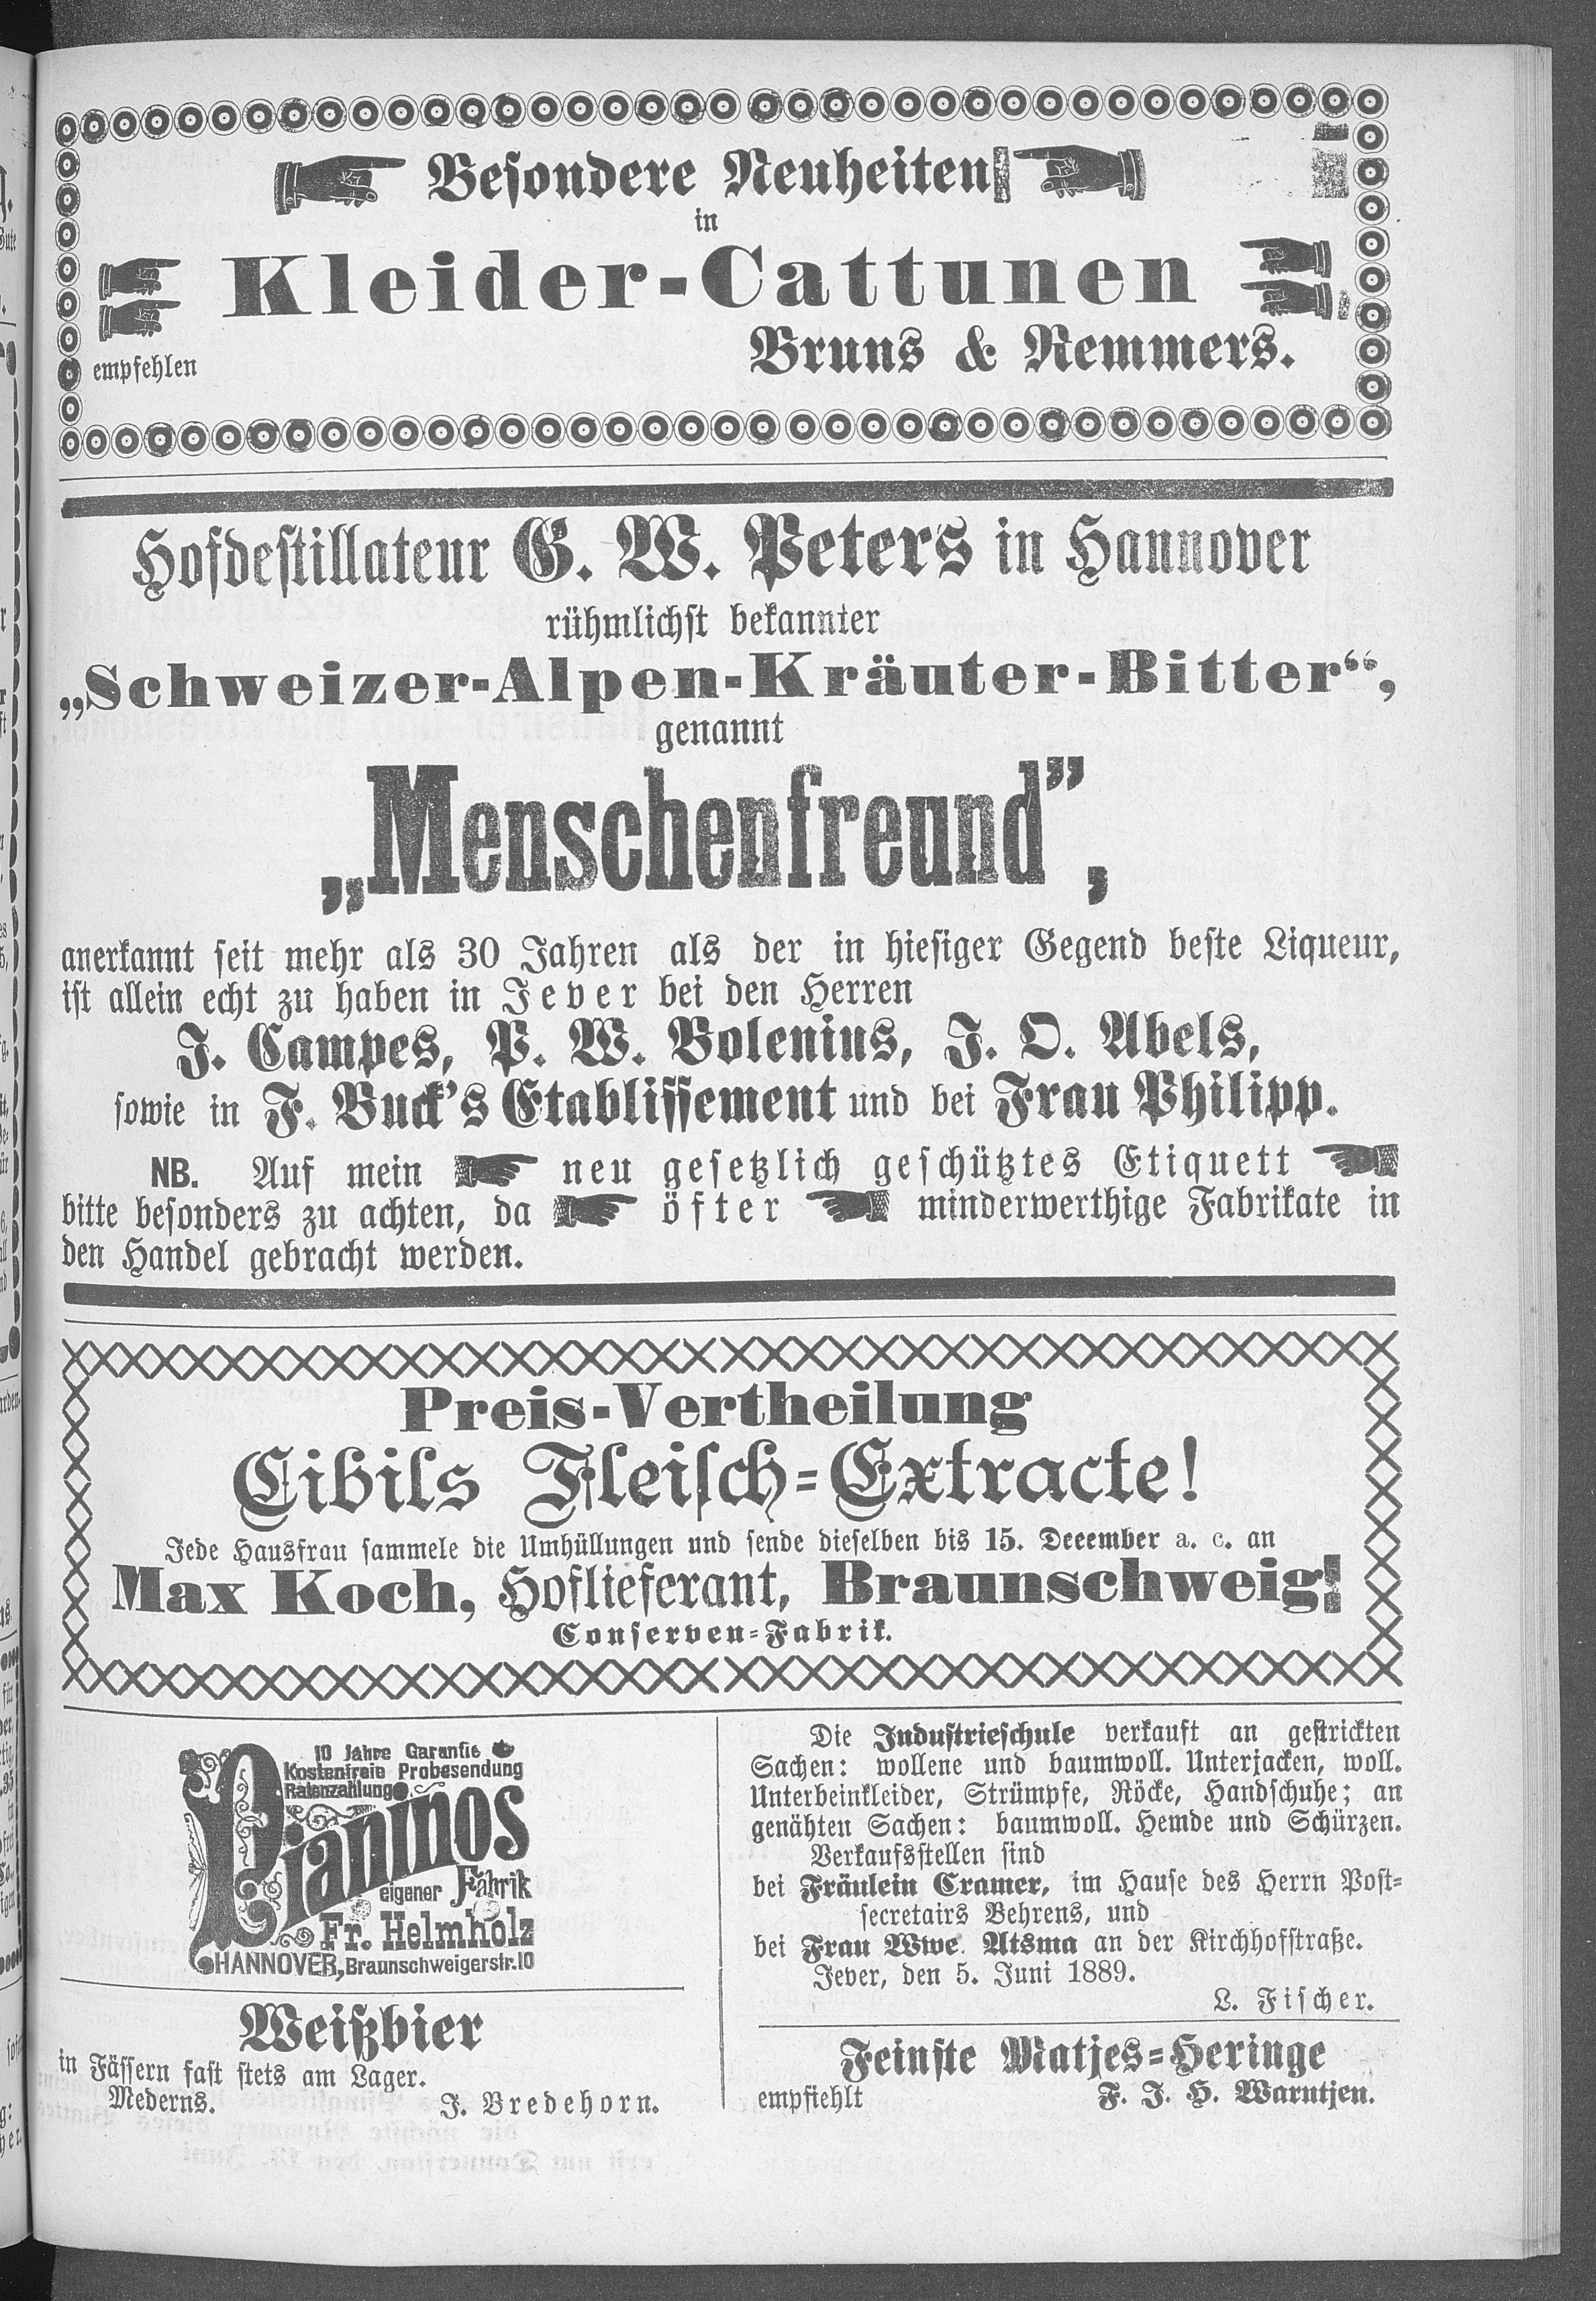 Besondere Neuheiten
in
Kleider-Cattunen
empfehlen Bruns & Remmers.
Hofdestillateur G. W. Peters in Hannover
rühmlichst bekannter
„Schweizer-Alpen-Kräuter-Bitter“,
genannt
„Menschenfreund”,
anerkannt seit mehr als 30 Jahren als der in hiesiger Gegend beste Liqueur,
ist allein echt zu haben in Jever bei den Herren
J. Campes, P. W. Bolenius, J. O. Abels,
sowie in F. Buck's Etablissement und bei Frau Philipp.
NB. Auf mein neu gesetzlich geschütztes Etiquett
bitte besonders zu achten, da öfter minderwerthige Fabrikate in
den Handel gebracht werden.
Preis-Vertheilung
Cibils Fleisch-Extracte!
Jede Hausfrau sammele die Umhüllungen und sende dieselben bis 15. December a. c. an
Max Koch, Hoflieferant, Braunschweig,
Conserven-Fabrik.
10 Jahre Garantie
Kostenfreie Probesendung
Ratenzahlung
Pianinos
eigener Fabrik
Fr. Helmholz
HANNOVER, Braunschweigerstr. 10
Weißbier
in Fässern fast stets am Lager.
Mederns. J. Bredehorn.
Die Industrieschule verkauft an gestrickten
Sachen: wollene und baumwoll. Unterjacken, woll.
Unterbeinkleider, Strümpfe, Röcke, Handschuhe; an
genähten Sachen: baumwoll. Hemde und Schürzen.
Verkaufsstellen sind
bei Fräulein Cramer, im Hause des Herrn Post-
secretairs Behrens, und
bei Frau Wwe. Atsma an der Kirchhofstraße.
Jever, den 5. Juni 1889.
L. Fischer.
Feinste Matjes-Heringe
empfiehlt F. J. H. Warntjen.